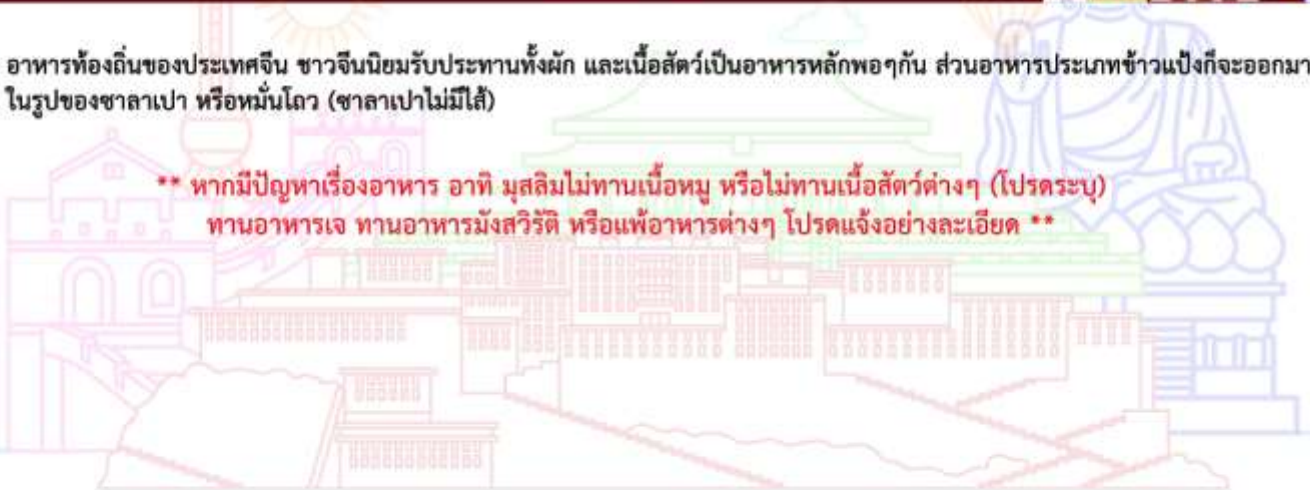 อาหารท้องถิ่นของประเทศจีน ชาวจีนนิยมรับประทานทั้งผัก และเนื้อสัตว์เป็นอาหารหลักพอๆกัน ส่วนอาหารประเภทข้าวแป้งก็จะออกมา
ในรูปของซาลาเปา หรือหมั่นโถว (ซาลาเปาไม่มีไส้)
** หากมีปัญหาเรื่องอาหาร อาทิ มุสลิมไม่ทานเนื้อหมู หรือไม่ทานเนื้อสัตว์ต่างๆ (โปรดระบุ)
ทานอาหารเจ ทานอาหารมังสวิรัติ หรือแพ้อาหารต่างๆ โปรดแจ้งอย่างละเอียด **